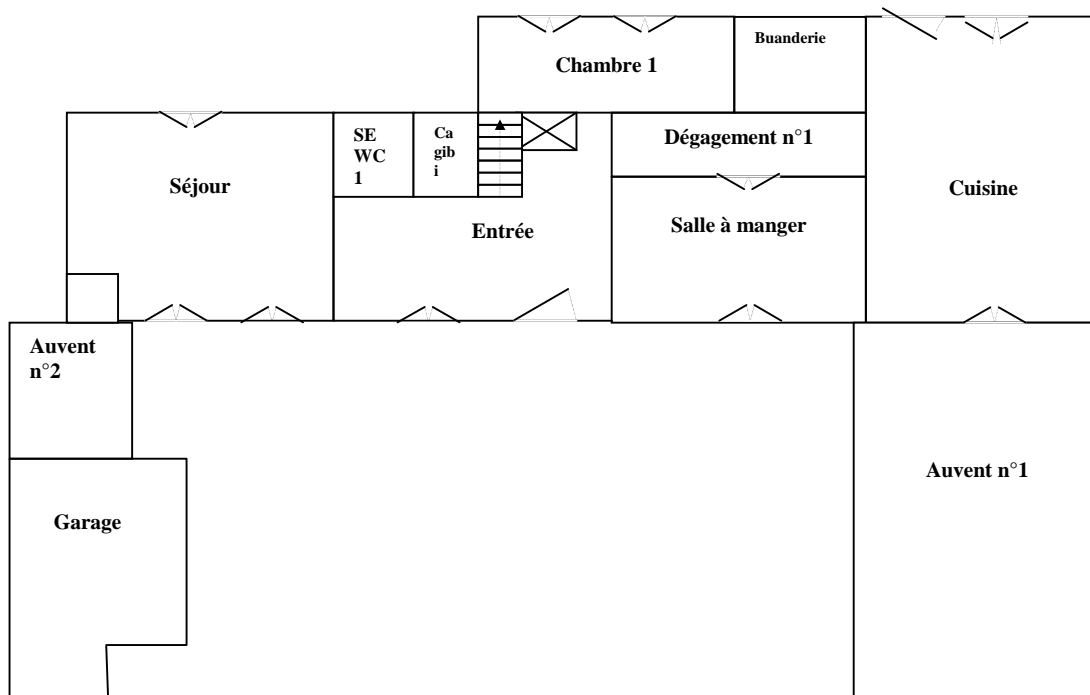 Buanderie
Chambre 1
SE
WC
1
Ca
gib
i
Dégagement n°1
Séjour
Cuisine
Salle à manger
Entrée
Auvent
n°2
Auvent n°1
Garage